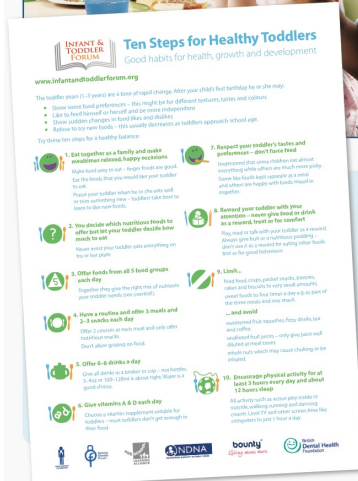 INFANT &
TODDLER
FORUM
Ten Steps for Healthy Toddlers
Good habits for health, growth and development
www.infantandtoddlerforum.org
The toddler years (1–3 years) are a time of rapid change. After your child's first birthday he or she may:
• Show some food preferences – this might be for different textures, tastes and colours
• Like to feed himself or herself and be more independent
• Show sudden changes in food likes and dislikes
• Refuse to try new foods – this usually decreases as toddlers approach school age.
Try these ten steps for a healthy balance:
1. Eat together as a family and make
mealtimes relaxed, happy occasions
Make food easy to eat – finger foods are good.
Eat the foods that you would like your toddler
to eat.
Praise your toddler when he or she eats well
or tries something new – toddlers take time to
learn to like new foods.
2. You decide which nutritious foods to
offer but let your toddler decide how
much to eat
Never insist your toddler eats everything on
his or her plate.
3. Offer foods from all 5 food groups
each day
Together they give the right mix of nutrients
your toddler needs (see overleaf).
4. Have a routine and offer 3 meals and
2–3 snacks each day
Offer 2 courses at each meal and only offer
nutritious snacks.
Don't allow grazing on food.
5. Offer 6–8 drinks a day
Give all drinks in a beaker or cup – not bottles.
3–4oz or 100–120ml is about right. Water is a
good choice.
6. Give vitamins A & D each day
Choose a vitamin supplement suitable for
toddlers – most toddlers don't get enough in
their food.
7. Respect your toddler's tastes and
preferences – don't force feed
Understand that some children eat almost
everything while others are much more picky.
Some like foods kept separate on a meal
and others are happy with foods mixed
together.
8. Reward your toddler with your
attention – never give food or drink
as a reward, treat or for comfort
Play, read or talk with your toddler as a reward.
Always give fruit or a nutritious pudding –
don't use it as a reward for eating other foods
first or for good behaviour.
9. Limit...
fried food, crisps, packet snacks, pastries,
cakes and biscuits to very small amounts.
sweet foods to four times a day e.g. as part of
the three meals and one snack.
... and avoid
sweetened fruit squashes, fizzy drinks, tea
and coffee.
undiluted fruit juices – only give juice well
diluted at meal times.
whole nuts which may cause choking to be
inhaled.
10. Encourage physical activity for at
least 3 hours every day and about
12 hours sleep
All activity such as active play inside or
outside, walking, running and dancing
counts. Limit TV and other screen time like
computers to just 1 hour a day.
NDNA
bounty
British
Dental Health
Foundation